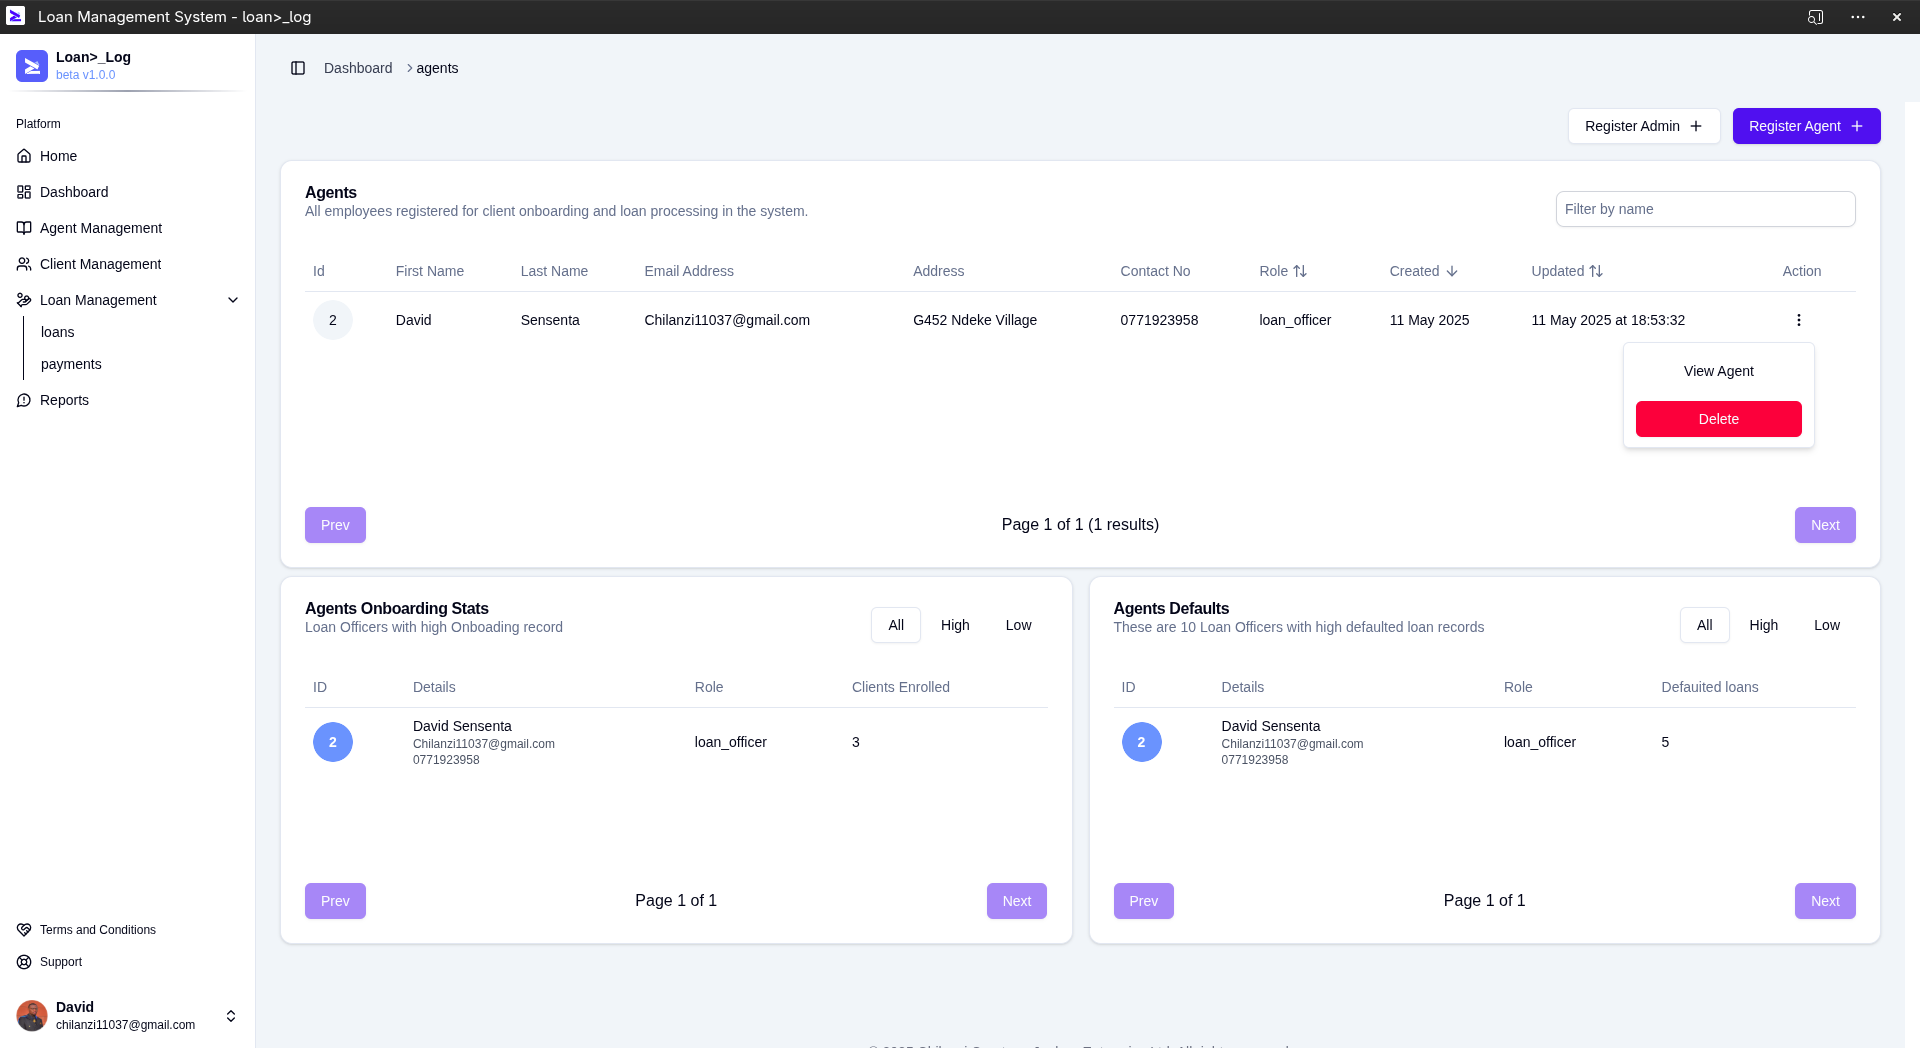 Loan Management System - loan>_log
Loan>_Log
beta v1.0.0
Platform
Home
Dashboard
Agent Management
Client Management
Loan Management
loans
payments
Reports
Terms and Conditions
Support
David
chilanzi11037@gmail.com
Dashboard > agents
Register Admin +
Register Agent +
Agents
All employees registered for client onboarding and loan processing in the system.
Filter by name
Id First Name Last Name Email Address Address Contact No Role Created Updated Action
2 David Sensenta Chilanzi11037@gmail.com G452 Ndeke Village 0771923958 loan_officer 11 May 2025 11 May 2025 at 18:53:32
View Agent
Delete
Prev Page 1 of 1 (1 results) Next
Agents Onboarding Stats
Loan Officers with high Onboading record
All High Low
ID Details Role Clients Enrolled
2 David Sensenta loan_officer 3
Chilanzi11037@gmail.com
0771923958
Prev Page 1 of 1 Next
Agents Defaults
These are 10 Loan Officers with high defaulted loan records
All High Low
ID Details Role Defauited loans
2 David Sensenta loan_officer 5
Chilanzi11037@gmail.com
0771923958
Prev Page 1 of 1 Next